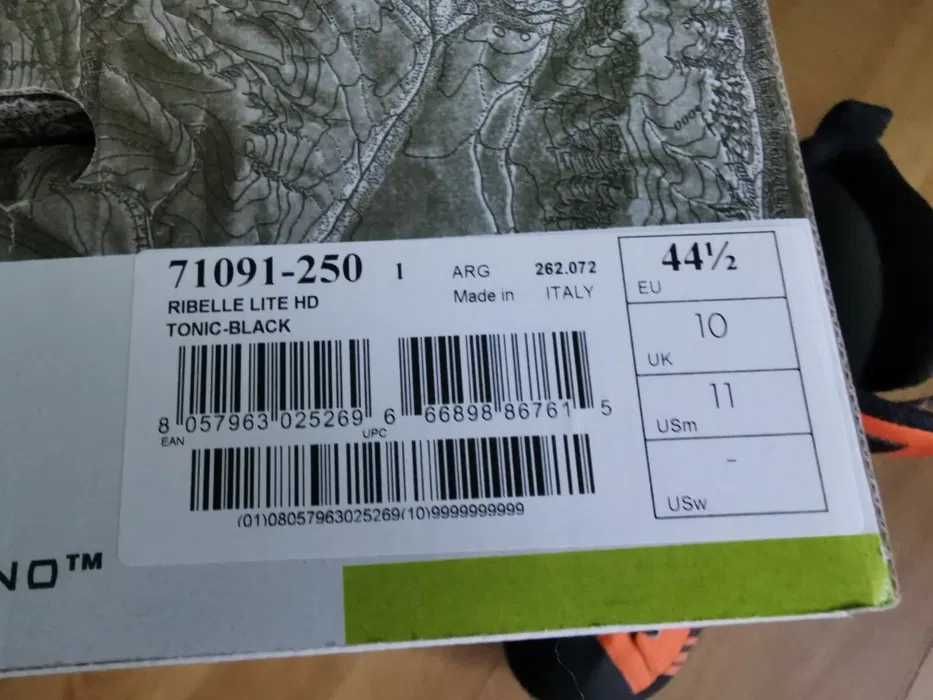 71091-250 1 ARG 262.072
RIBELLE LITE HD Made in ITALY
TONIC-BLACK
8 057963 025269
EAN
6 66898 86761 5
UPC
(01)08057963025269(10)9999999999
44½
EU
10
UK
11
USm
-
USw
NO™